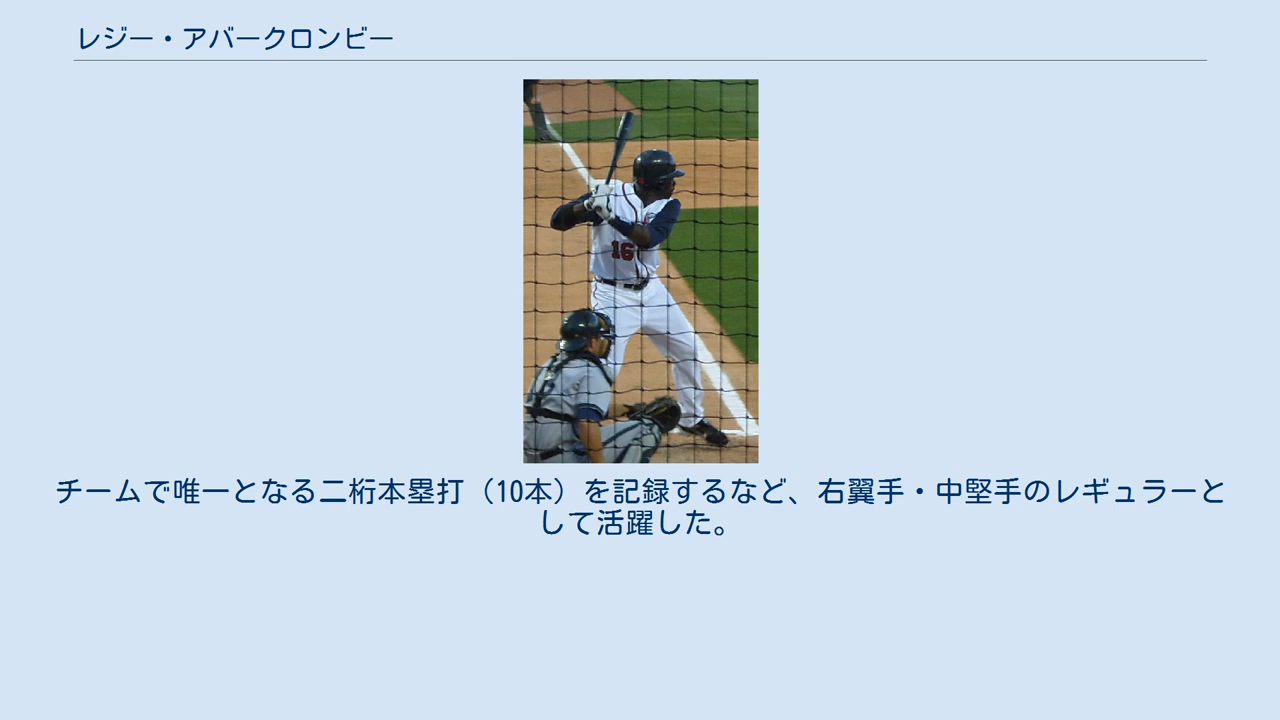 レジー・アバークロンビー
16
チームで唯一となる二桁本塁打（10本）を記録するなど、右翼手・中堅手のレギュラーと
して活躍した。